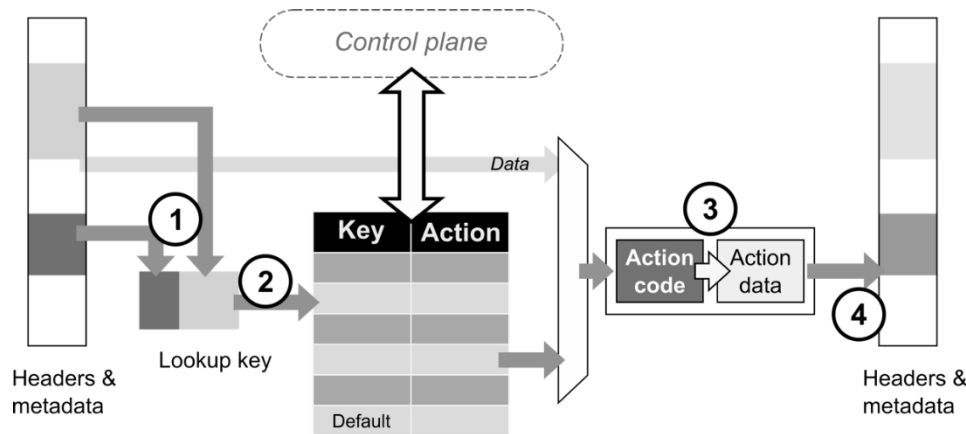 Control plane
Data
1
3
Key Action
Action
code
Action
data
2
4
Lookup key
Default
Headers &
metadata
Headers &
metadata